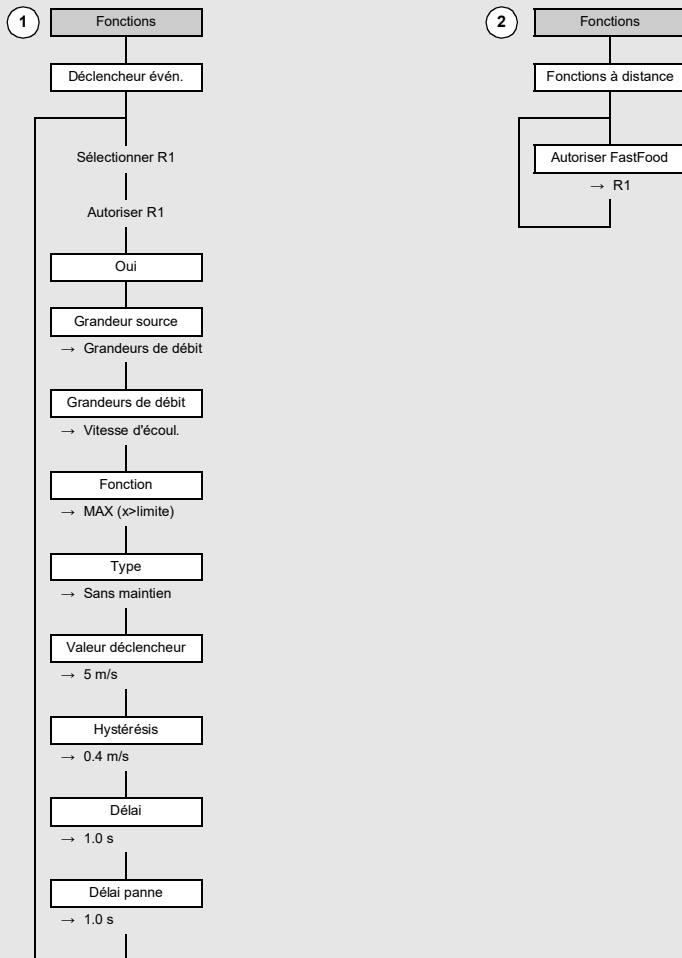 1
Fonctions
Déclencheur évén.
Sélectionner R1
Autoriser R1
Oui
Grandeur source
→ Grandeurs de débit
Grandeurs de débit
→ Vitesse d'écoul.
Fonction
→ MAX (x>limite)
Type
→ Sans maintien
Valeur déclencheur
→ 5 m/s
Hystérésis
→ 0.4 m/s
Délai
→ 1.0 s
Délai panne
→ 1.0 s
2
Fonctions
Fonctions à distance
Autoriser FastFood
→ R1